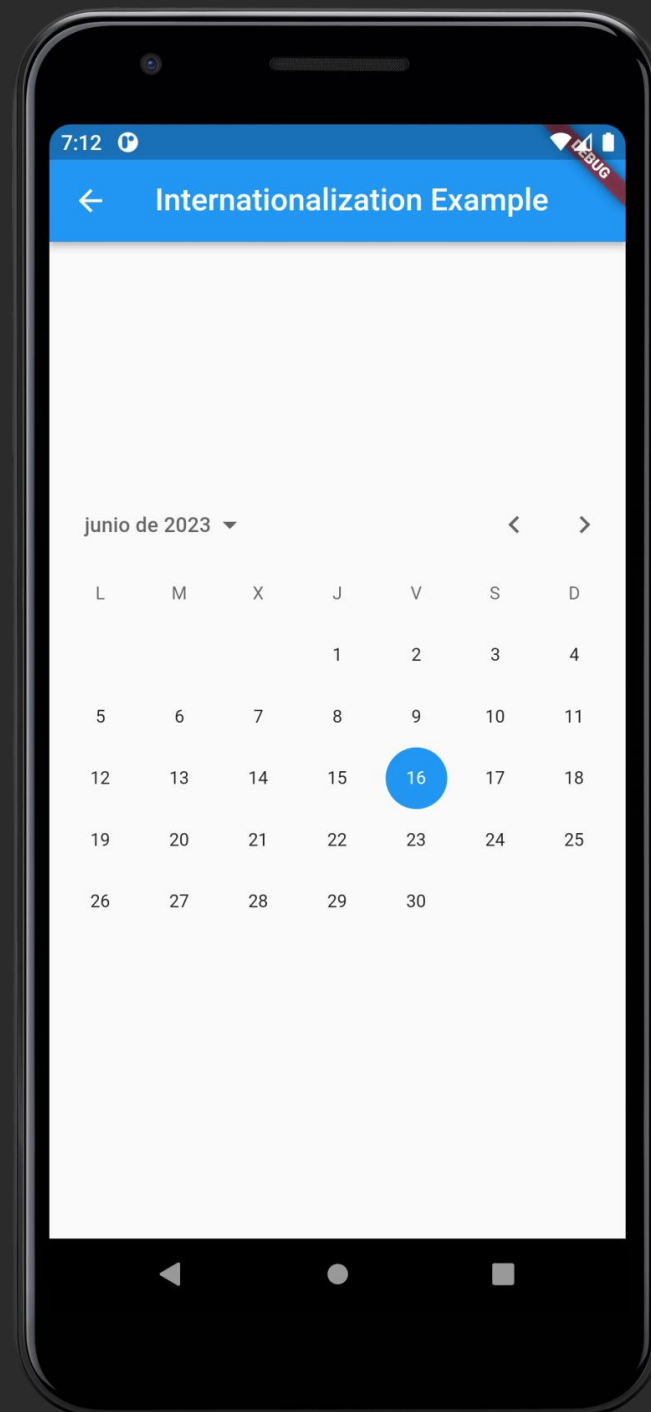 7:12
DEBUG
Internationalization Example
junio de 2023
L M X J V S D
1 2 3 4
5 6 7 8 9 10 11
12 13 14 15 16 17 18
19 20 21 22 23 24 25
26 27 28 29 30